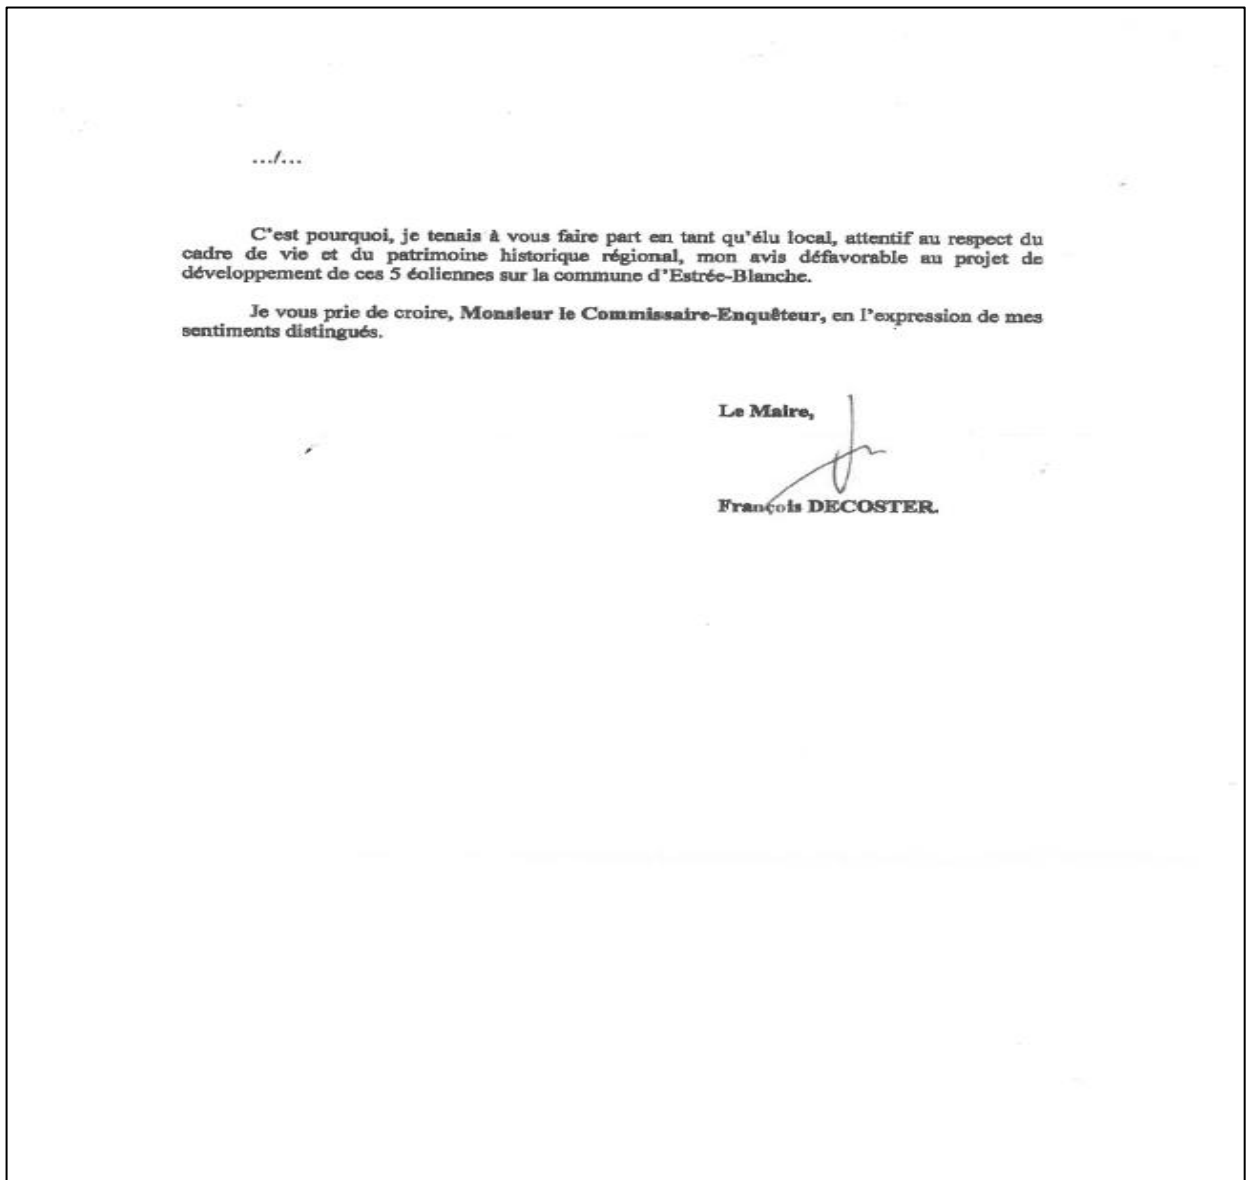 .../...
C'est pourquoi, je tenais à vous faire part en tant qu'élu local, attentif au respect du
cadre de vie et du patrimoine historique régional, mon avis défavorable au projet de
développement de ces 5 éoliennes sur la commune d'Estrée-Blanche.
Je vous prie de croire, Monsieur le Commissaire-Enquêteur, en l'expression de mes
sentiments distingués.
Le Maire,
François DECOSTER.